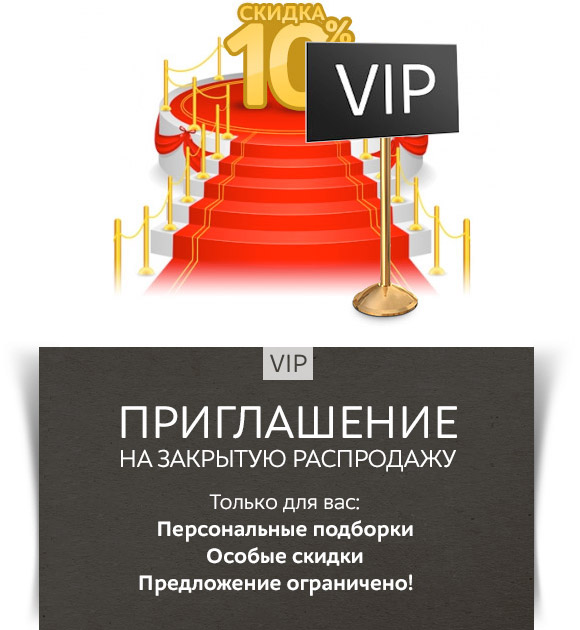 СКИДКА
10%
VIP
VIP
ПРИГЛАШЕНИЕ
НА ЗАКРЫТУЮ РАСПРОДАЖУ
Только для вас:
Персональные подборки
Особые скидки
Предложение ограничено!